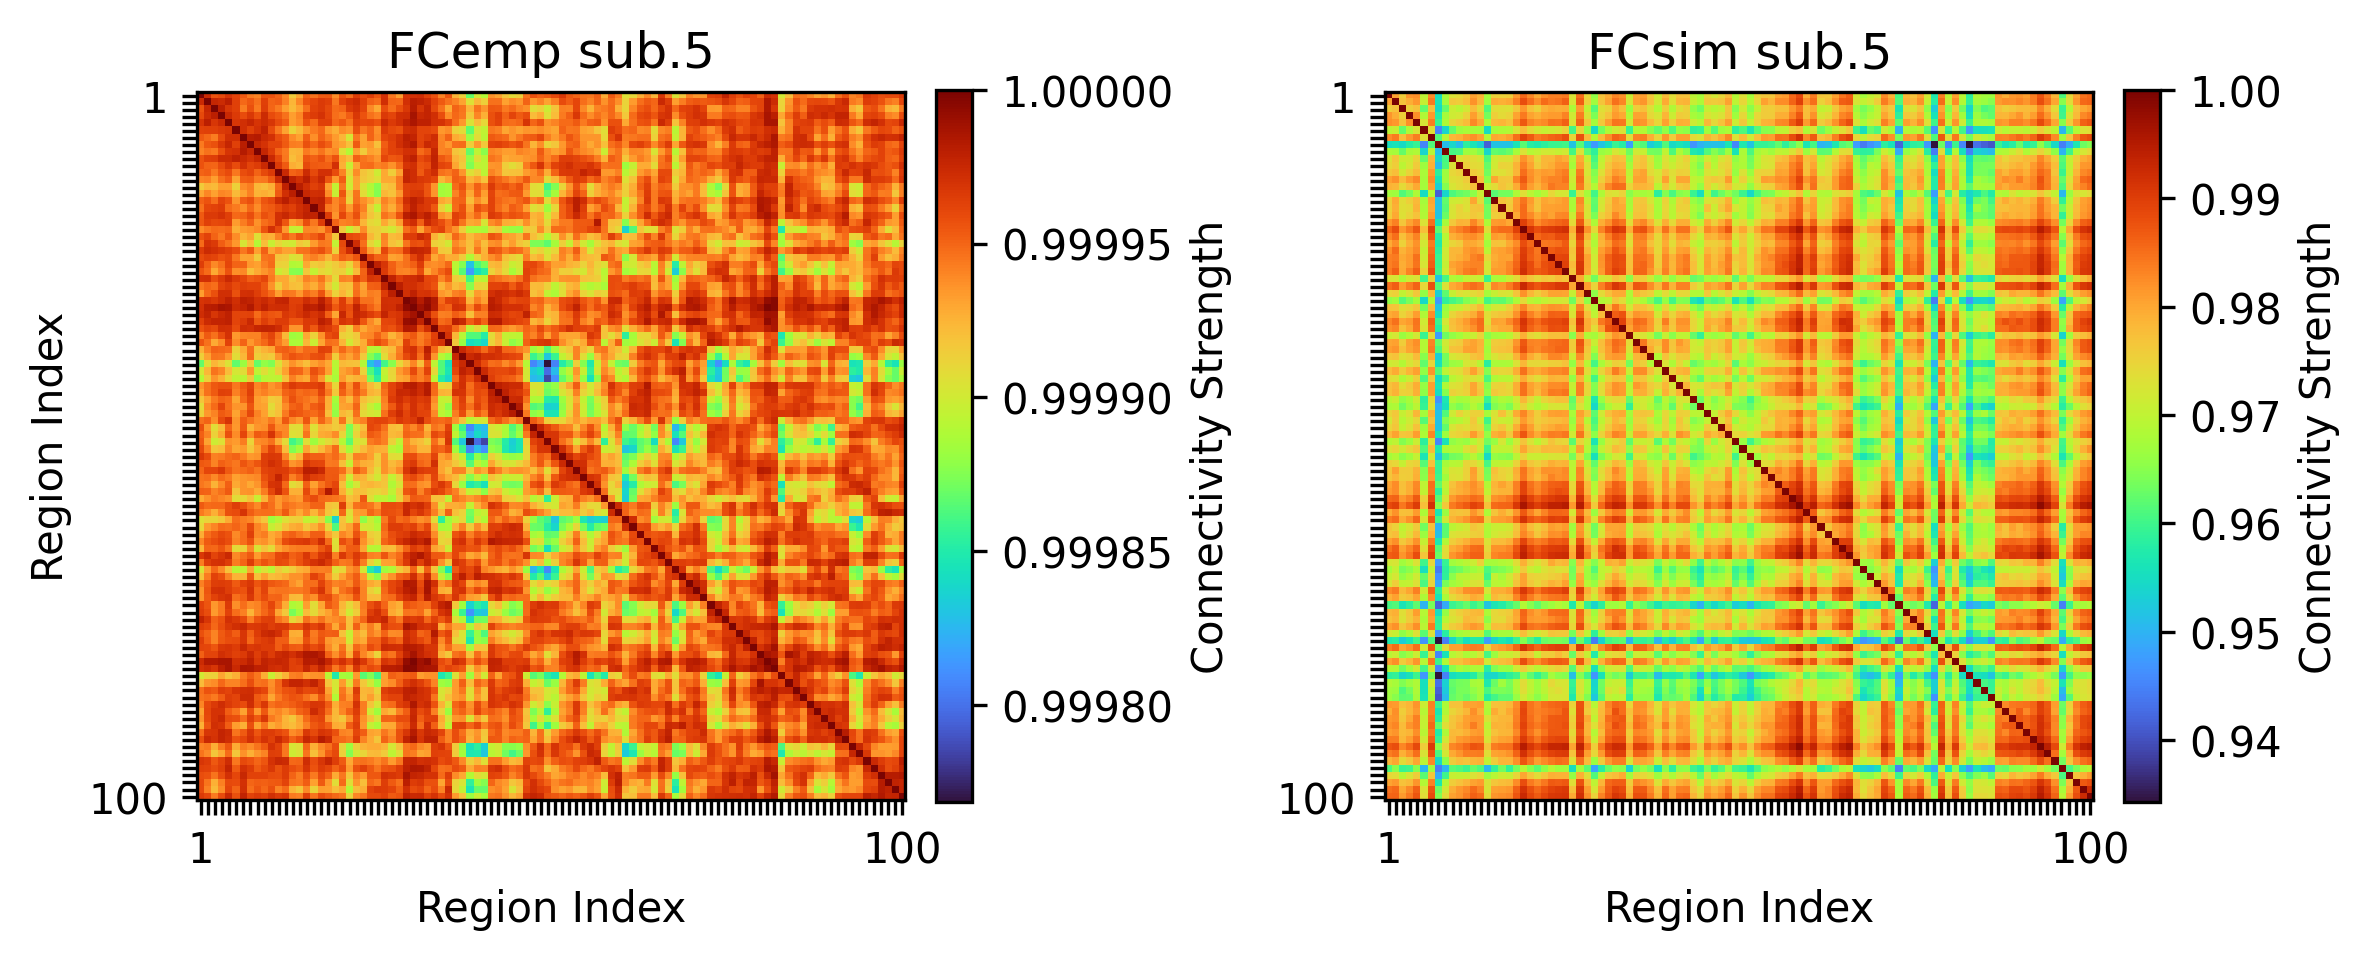 FCemp sub.5
1
100
Region Index
1
100
Region Index
1.00000
0.99995
0.99990
0.99985
0.99980
Connectivity Strength
FCsim sub.5
1
100
1
100
Region Index
1.00
0.99
0.98
0.97
0.96
0.95
0.94
Connectivity Strength